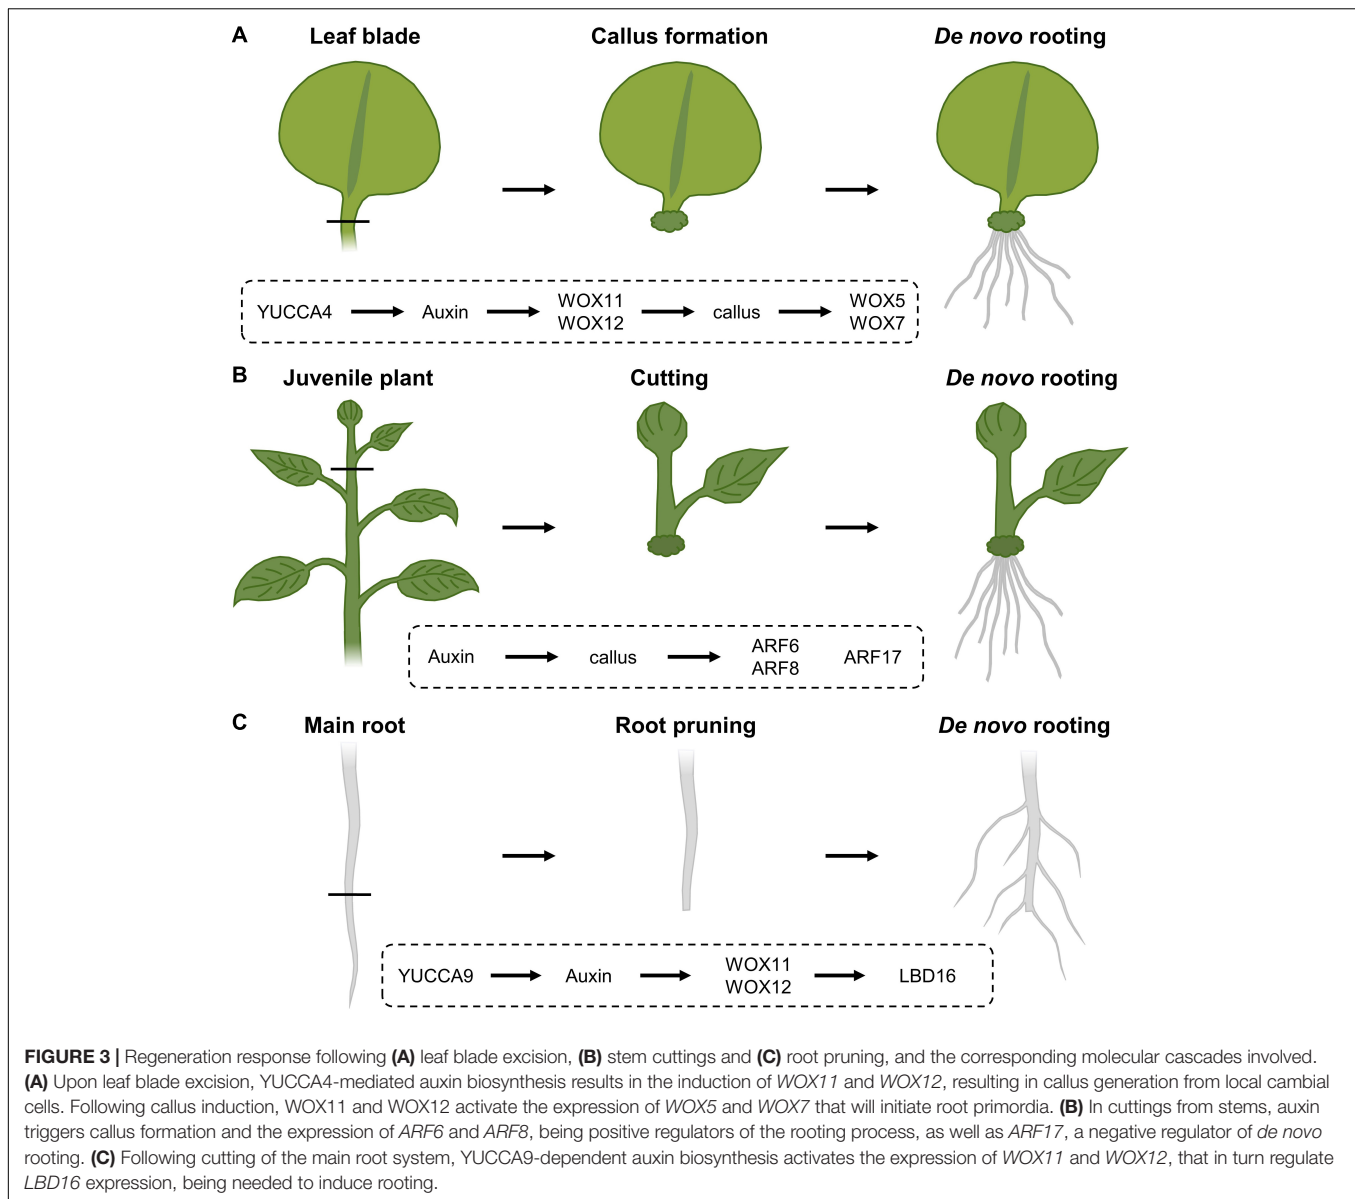 A
Leaf blade
Callus formation
De novo rooting
YUCCA4
Auxin
WOX11
WOX12
callus
WOX5
WOX7
B
Juvenile plant
Cutting
De novo rooting
Auxin
callus
ARF6
ARF8
ARF17
C
Main root
Root pruning
De novo rooting
YUCCA9
Auxin
WOX11
WOX12
LBD16
FIGURE 3 | Regeneration response following (A) leaf blade excision, (B) stem cuttings and (C) root pruning, and the corresponding molecular cascades involved.
(A) Upon leaf blade excision, YUCCA4-mediated auxin biosynthesis results in the induction of WOX11 and WOX12, resulting in callus generation from local cambial
cells. Following callus induction, WOX11 and WOX12 activate the expression of WOX5 and WOX7 that will initiate root primordia. (B) In cuttings from stems, auxin
triggers callus formation and the expression of ARF6 and ARF8, being positive regulators of the rooting process, as well as ARF17, a negative regulator of de novo
rooting. (C) Following cutting of the main root system, YUCCA9-dependent auxin biosynthesis activates the expression of WOX11 and WOX12, that in turn regulate
LBD16 expression, being needed to induce rooting.